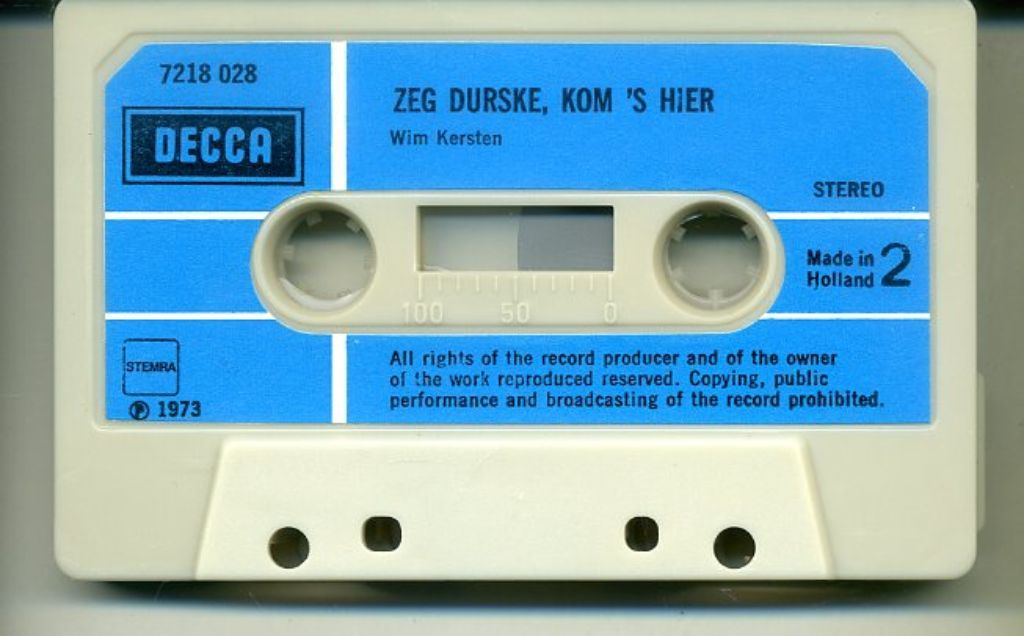 7218 028
DECCA
ZEG DURSKE, KOM 'S HIER
Wim Kersten
STEREO
Made in
Holland 2
100 50 0
STEMRA
℗ 1973
All rights of the record producer and of the owner
of the work reproduced reserved. Copying, public
performance and broadcasting of the record prohibited.